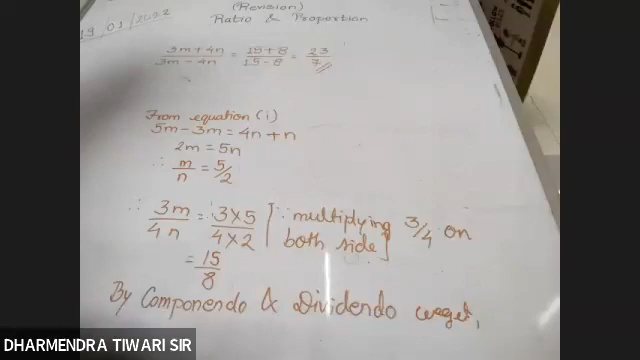 (Revision)
19/01/2022
Ratio & Proportion
3m+4n/3m-4n = 15+8/15-8 = 23/7
From equation (i)
5m-3m=4n+n
2m=5n
∴ m/n = 5/2
∴ 3m/4n = 3×5/4×2 [∵ multiplying 3/4 on both side]
= 15/8
By Componendo & Dividendo weget,
DHARMENDRA TIWARI SIR